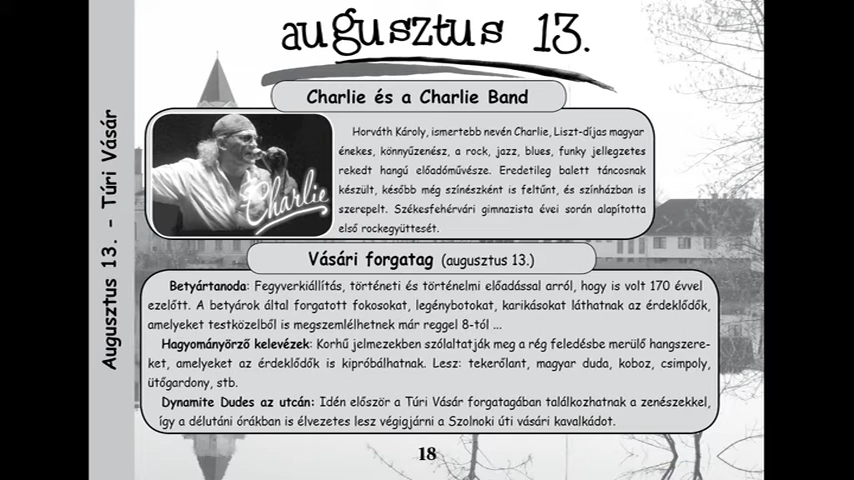 augusztus 13.
Augusztus 13. – Túri Vásár
Charlie és a Charlie Band
Charlie
Horváth Károly, ismertebb nevén Charlie, Liszt-díjas magyar
énekes, könnyűzenész, a rock, jazz, blues, funky jellegzetes
rekedt hangú előadóművésze. Eredetileg balett táncosnak
készült, később még színészként is feltűnt, és színházban is
szerepelt. Székesfehérvári gimnazista évei során alapította
első rockegyüttesét.
Vásári forgatag (augusztus 13.)
Betyártanoda: Fegyverkiállítás, történeti és történelmi előadással arról, hogy is volt 170 évvel
ezelőtt. A betyárok által forgatott fokosokat, legénybotokat, karikásokat láthatnak az érdeklődők,
amelyeket testközelből is megszemlélhetnek már reggel 8-tól ...
Hagyományőrző kelevézek: Korhű jelmezekben szólaltatják meg a rég feledésbe merülő hangszere-
ket, amelyeket az érdeklődők is kipróbálhatnak. Lesz: tekerőlant, magyar duda, koboz, csimpoly,
ütőgardony, stb.
Dynamite Dudes az utcán: Idén először a Túri Vásár forgatagában találkozhatnak a zenészekkel,
így a délutáni órákban is élvezetes lesz végigjárni a Szolnoki úti vásári kavalkádot.
18